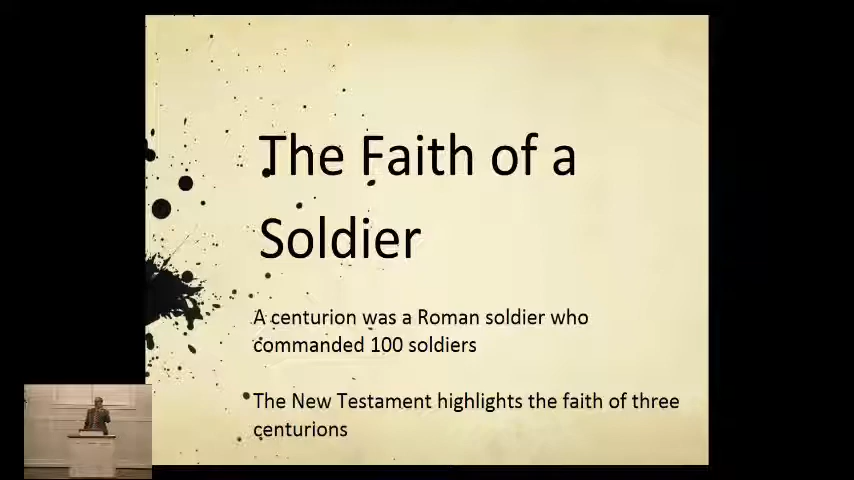 The Faith of a
Soldier
A centurion was a Roman soldier who
commanded 100 soldiers
The New Testament highlights the faith of three
centurions